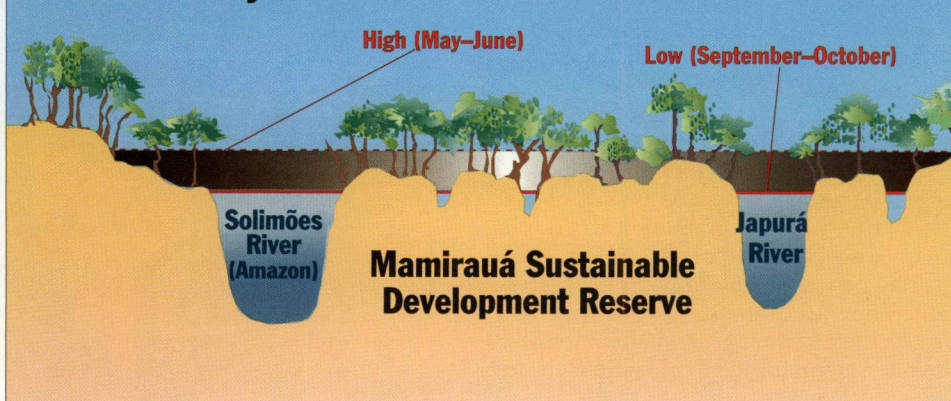 High (May–June)
Low (September–October)
Solimões
River
(Amazon)
Japurá
River
Mamirauá Sustainable
Development Reserve